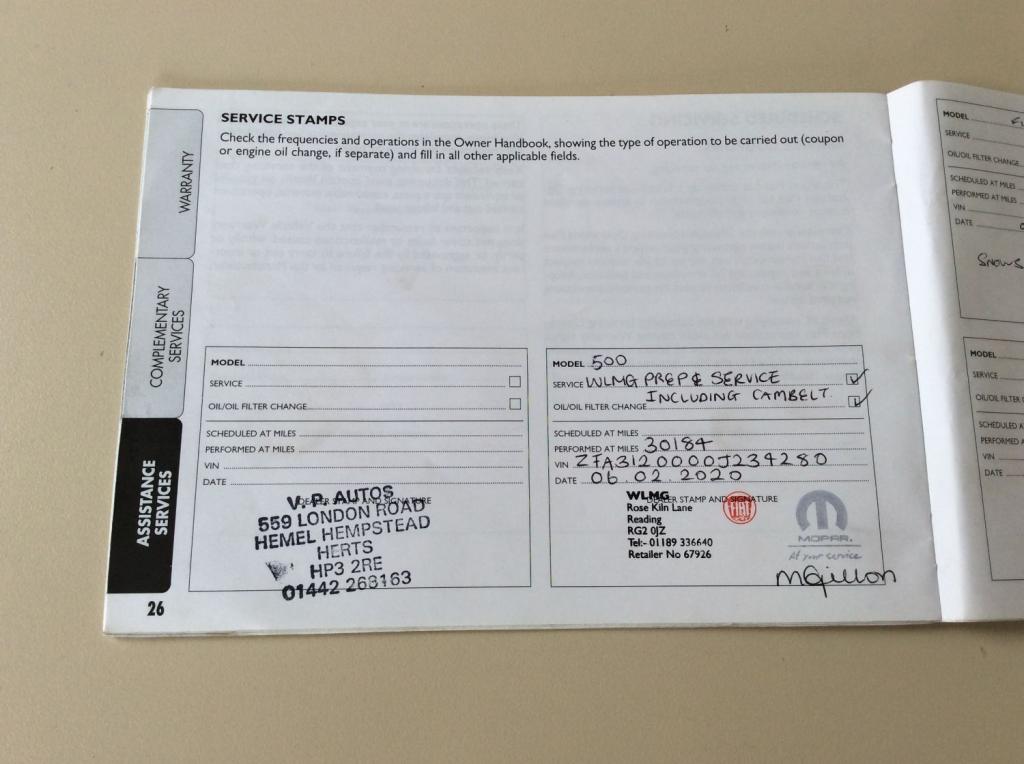 SERVICE STAMPS
Check the frequencies and operations in the Owner Handbook, showing the type of operation to be carried out (coupon
or engine oil change, if separate) and fill in all other applicable fields.
WARRANTY
COMPLEMENTARY
SERVICES
ASSISTANCE
SERVICES
26
MODEL
SERVICE
OIL/OIL FILTER CHANGE
SCHEDULED AT MILES
PERFORMED AT MILES
VIN
DATE
DEALER STAMP AND SIGNATURE
V.P. AUTOS
559 LONDON ROAD
HEMEL HEMPSTEAD
HERTS
HP3 2RE
01442 263163
MODEL 500
SERVICE WLMG PREP & SERVICE
INCLUDING CAMBELT.
OIL/OIL FILTER CHANGE
SCHEDULED AT MILES
PERFORMED AT MILES 30184
VIN ZFA3120000J234280
DATE 06.02.2020
DEALER STAMP AND SIGNATURE
WLMG
Rose Kiln Lane
Reading
RG2 0JZ
Tel:- 01189 336640
Retailer No 67926
FIAT
MOPAR.
At your service
MGillon
MODEL
SERVICE
OIL/OIL FILTER CHANGE
SCHEDULED AT MILES
PERFORMED AT MILES
VIN
DATE
MODEL
SERVICE
OIL/OIL FILTER
SCHEDULED A
PERFORMED A
VIN
DATE